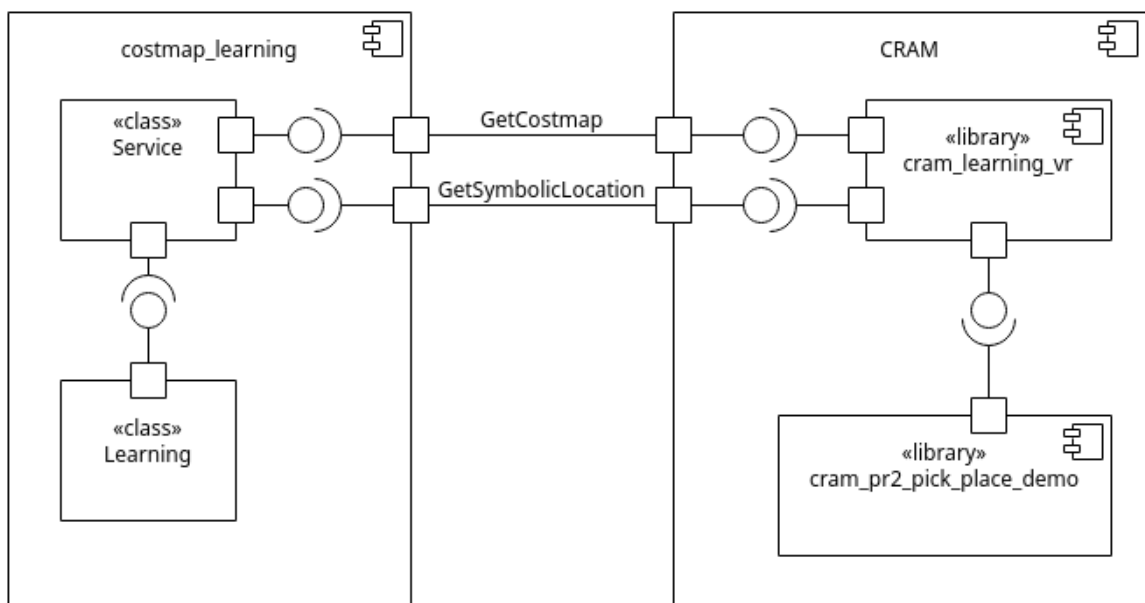 costmap_learning
CRAM
«class»
Service
GetCostmap
GetSymbolicLocation
«library»
cram_learning_vr
«class»
Learning
«library»
cram_pr2_pick_place_demo